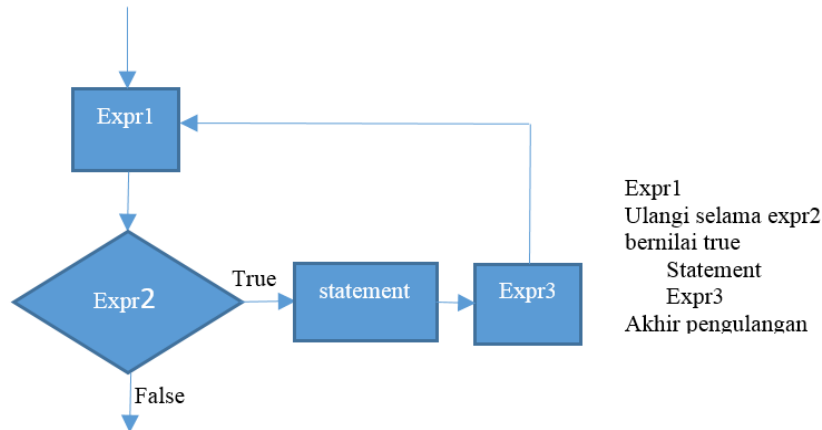 Expr1
Expr2
True
statement
Expr3
False
Expr1
Ulangi selama expr2
bernilai true
Statement
Expr3
Akhir pengulangan